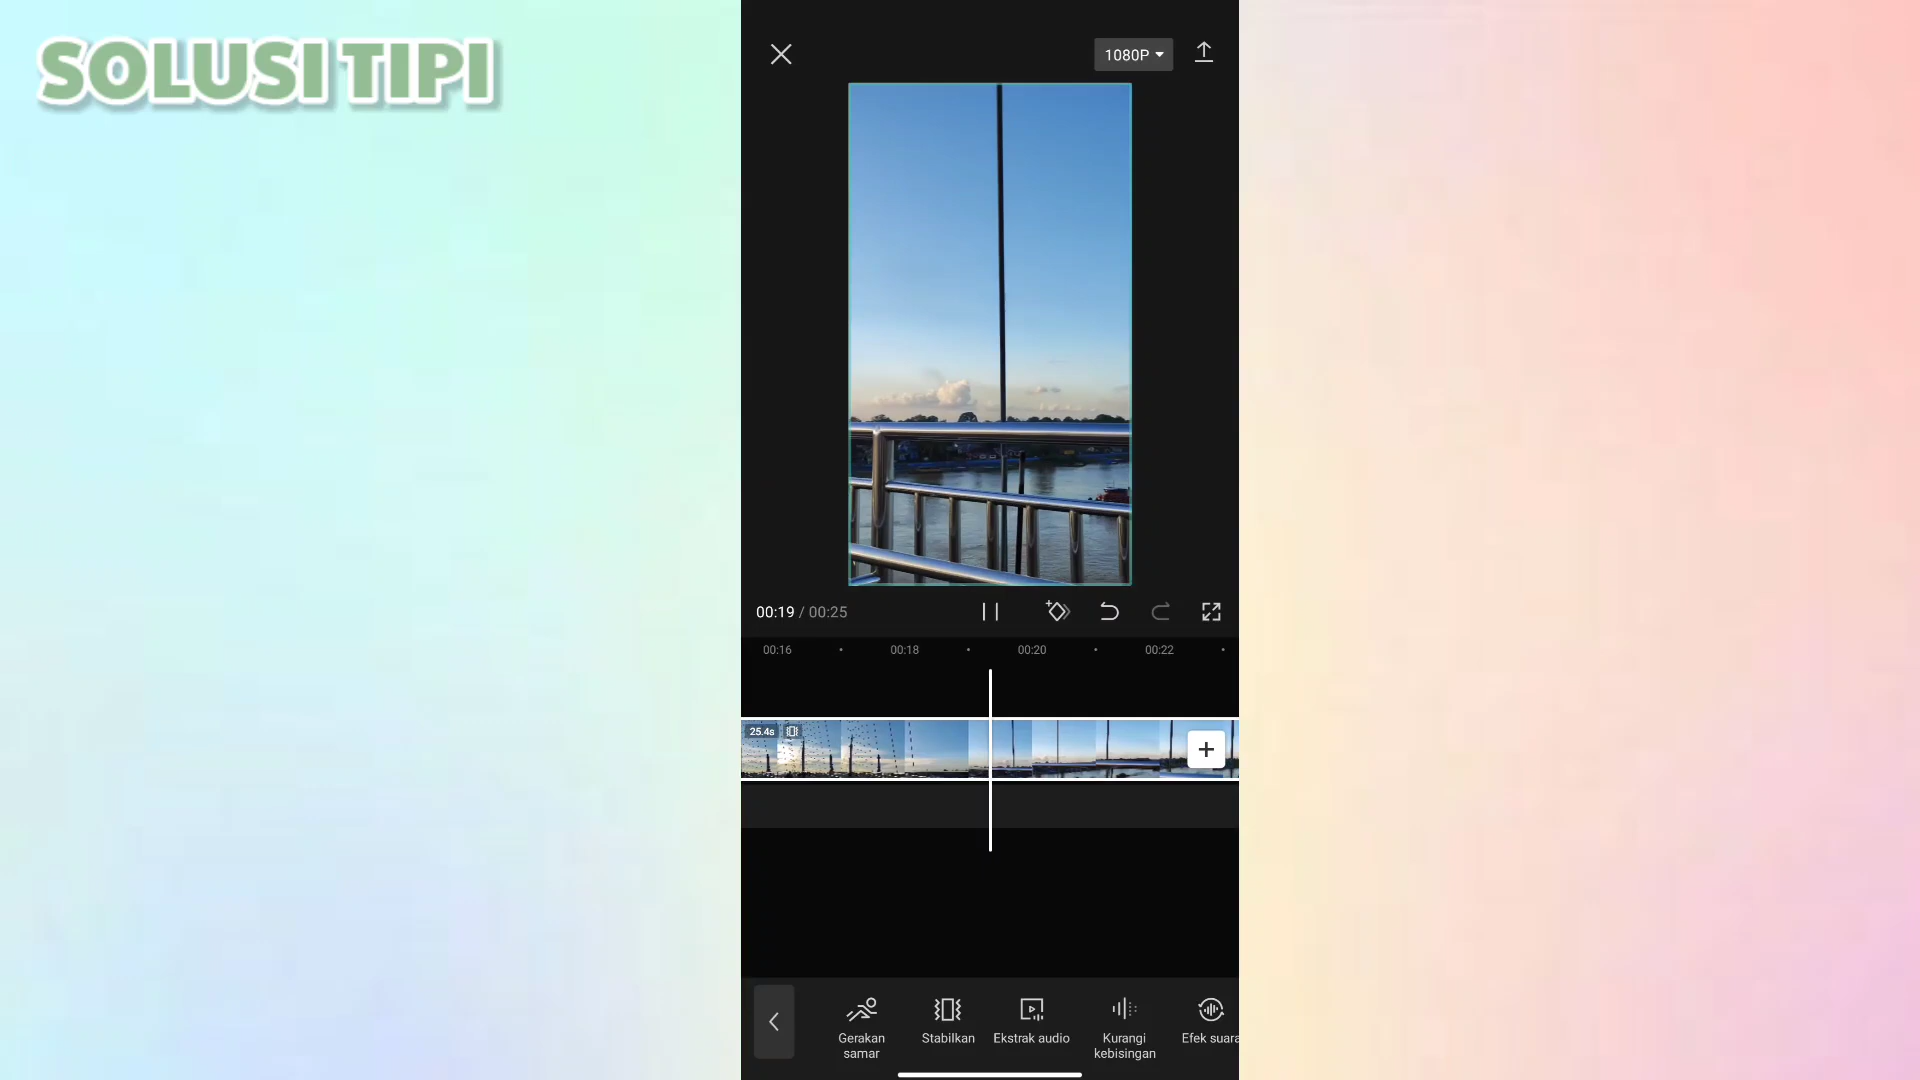 SOLUSI TIPI
1080P
00:19 / 00:25
00:16
00:18
00:20
00:22
25.4s
Gerakan
samar
Stabilkan
Ekstrak audio
Kurangi
kebisingan
Efek suara